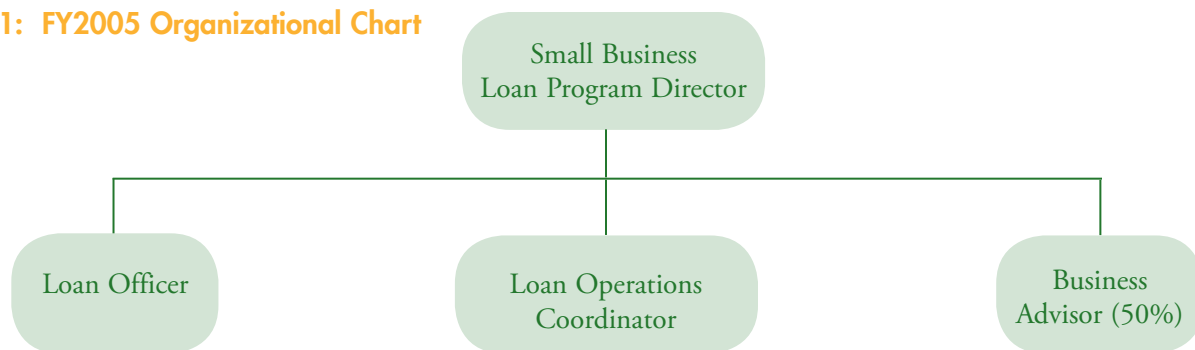 1: FY2005 Organizational Chart
Small Business
Loan Program Director
Loan Officer
Loan Operations
Coordinator
Business
Advisor (50%)